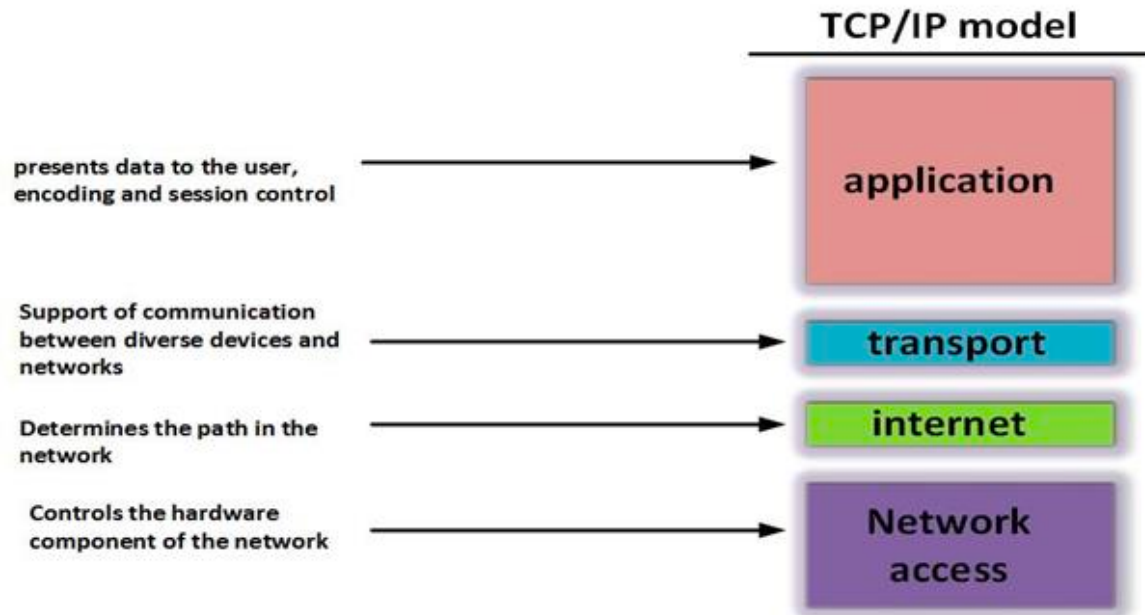 TCP/IP model
presents data to the user,
encoding and session control
application
Support of communication
between diverse devices and
networks
transport
Determines the path in the
network
internet
Controls the hardware
component of the network
Network
access